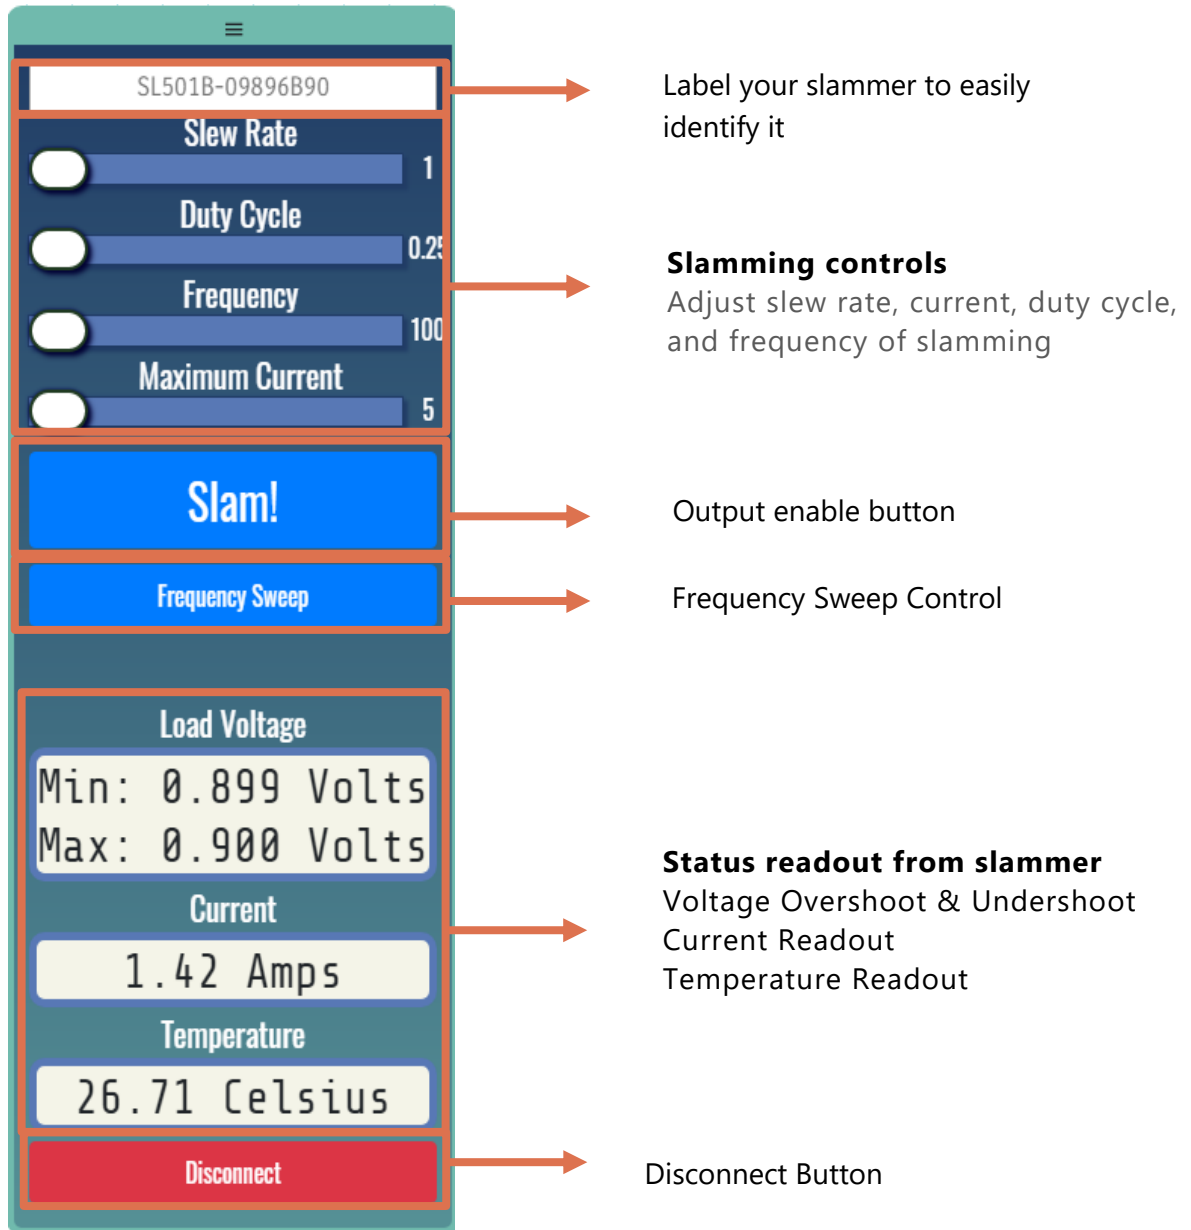 SL501B-09896B90
Label your slammer to easily
identify it
Slew Rate
1
Duty Cycle
0.25
Frequency
100
Maximum Current
5
Slamming controls
Adjust slew rate, current, duty cycle,
and frequency of slamming
Slam!
Output enable button
Frequency Sweep
Frequency Sweep Control
Load Voltage
Min: 0.899 Volts
Max: 0.900 Volts
Current
1.42 Amps
Temperature
26.71 Celsius
Status readout from slammer
Voltage Overshoot & Undershoot
Current Readout
Temperature Readout
Disconnect
Disconnect Button